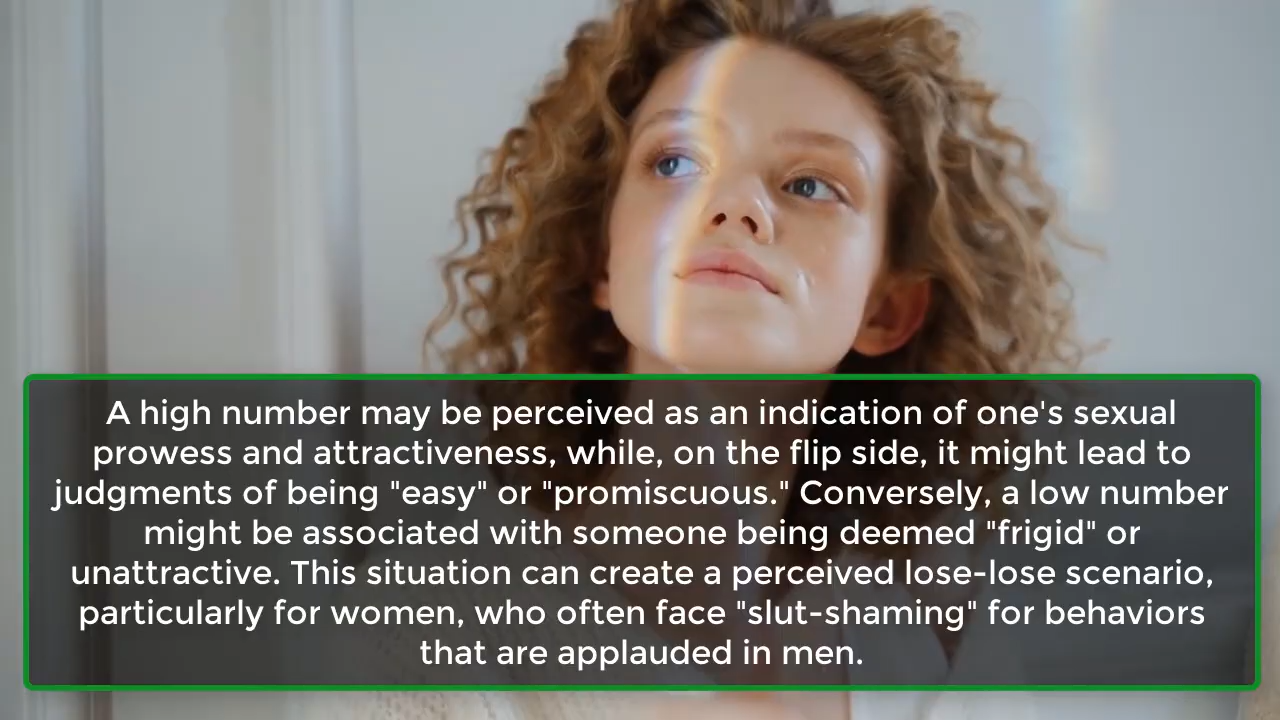 A high number may be perceived as an indication of one's sexual
prowess and attractiveness, while, on the flip side, it might lead to
judgments of being "easy" or "promiscuous." Conversely, a low number
might be associated with someone being deemed "frigid" or
unattractive. This situation can create a perceived lose-lose scenario,
particularly for women, who often face "slut-shaming" for behaviors
that are applauded in men.